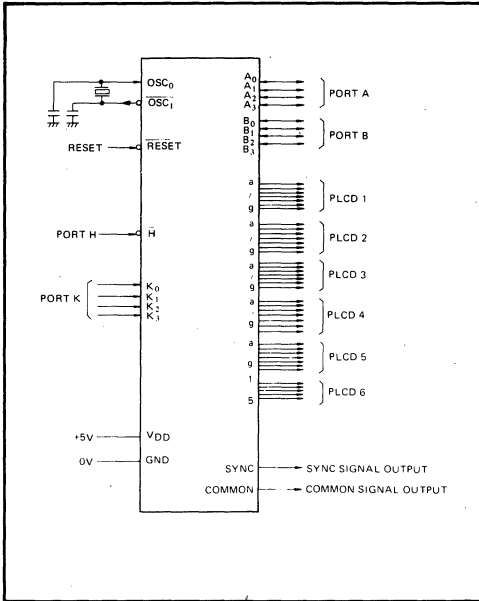 OSC0
OSC1
RESET
RESET
PORT H
H
PORT K
K0
K1
K2
K3
+5V
VDD
0V
GND
A0
A1
A2
A3
PORT A
B0
B1
B2
B3
PORT B
a
/
g
PLCD 1
a
/
g
PLCD 2
a
/
g
PLCD 3
a
/
g
PLCD 4
a
g
PLCD 5
1
5
PLCD 6
SYNC
SYNC SIGNAL OUTPUT
COMMON
COMMON SIGNAL OUTPUT